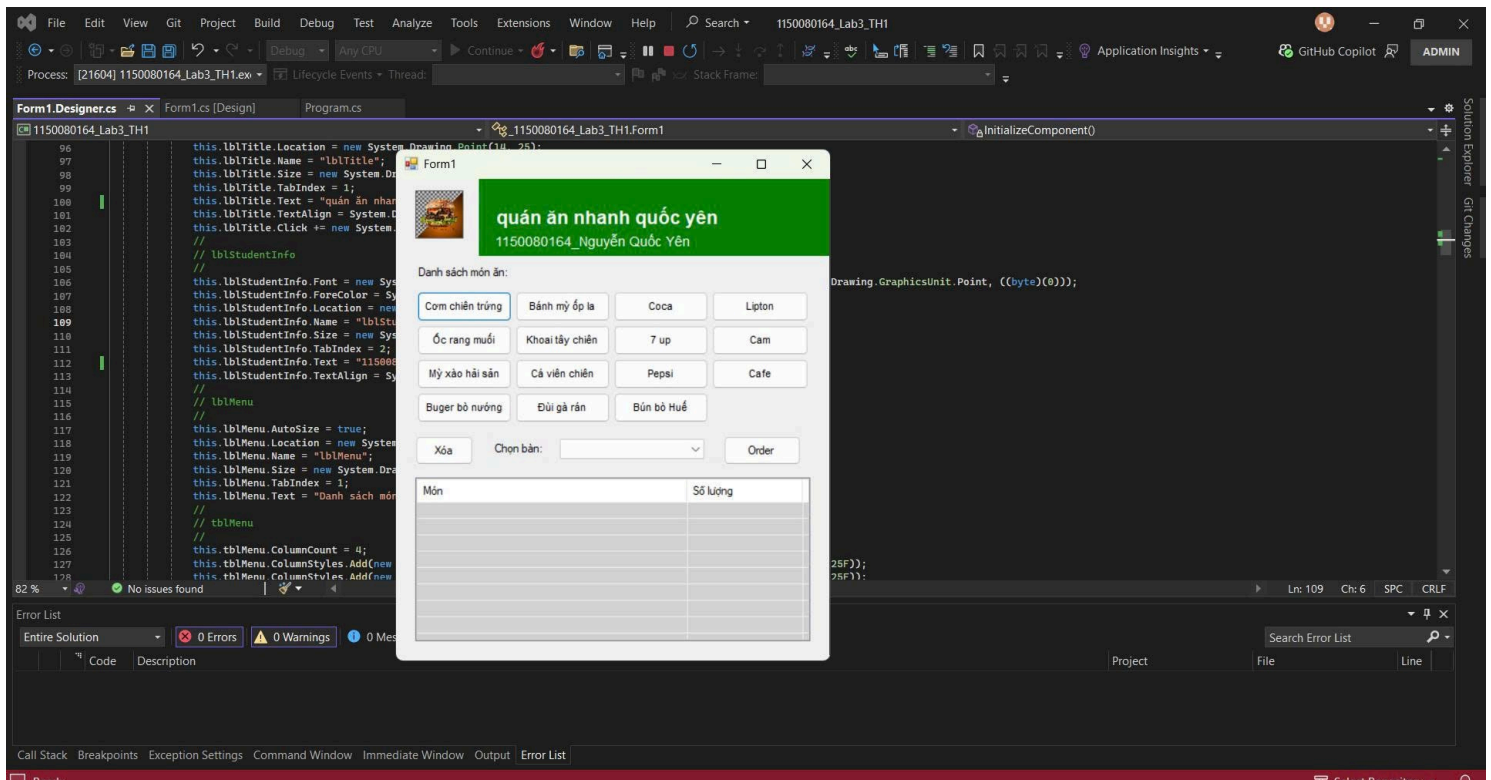 File Edit View Git Project Build Debug Test Analyze Tools Extensions Window Help Search 1150080164_Lab3_TH1
Debug Any CPU Continue Application Insights GitHub Copilot ADMIN
Process: [21604] 1150080164_Lab3_TH1.exe Lifecycle Events Thread: Stack Frame:
Form1.Designer.cs Form1.cs [Design] Program.cs
1150080164_Lab3_TH1 _1150080164_Lab3_TH1.Form1 InitializeComponent()
Solution Explorer
Git Changes
96 this.lblTitle.Location = new System.Drawing.Point(14, 25);
97 this.lblTitle.Name = "lblTitle";
98 this.lblTitle.Size = new System.Dr
99 this.lblTitle.TabIndex = 1;
100 this.lblTitle.Text = "quán ăn nhan
101 this.lblTitle.TextAlign = System.D
102 this.lblTitle.Click += new System.
103 //
104 // lblStudentInfo
105 //
106 this.lblStudentInfo.Font = new Sys Drawing.GraphicsUnit.Point, ((byte)(0)));
107 this.lblStudentInfo.ForeColor = Sy
108 this.lblStudentInfo.Location = new
109 this.lblStudentInfo.Name = "lblStu
110 this.lblStudentInfo.Size = new Sys
111 this.lblStudentInfo.TabIndex = 2;
112 this.lblStudentInfo.Text = "115008
113 this.lblStudentInfo.TextAlign = Sy
114 //
115 // lblMenu
116 //
117 this.lblMenu.AutoSize = true;
118 this.lblMenu.Location = new System
119 this.lblMenu.Name = "lblMenu";
120 this.lblMenu.Size = new System.Dra
121 this.lblMenu.TabIndex = 1;
122 this.lblMenu.Text = "Danh sách món
123 //
124 // tblMenu
125 //
126 this.tblMenu.ColumnCount = 4;
127 this.tblMenu.ColumnStyles.Add(new 25F));
128 this.tblMenu.ColumnStyles.Add(new 25F));
Form1
quán ăn nhanh quốc yên
1150080164_Nguyễn Quốc Yên
Danh sách món ăn:
Cơm chiên trứng Bánh mỳ ốp la Coca Lipton
Ốc rang muối Khoai tây chiên 7 up Cam
Mỳ xào hải sản Cá viên chiên Pepsi Cafe
Buger bò nướng Đùi gà rán Bún bò Huế
Xóa Chọn bàn: Order
Món Số lượng
82 % No issues found Ln: 109 Ch: 6 SPC CRLF
Error List
Entire Solution 0 Errors 0 Warnings 0 Mes Search Error List
Code Description Project File Line
Call Stack Breakpoints Exception Settings Command Window Immediate Window Output Error List